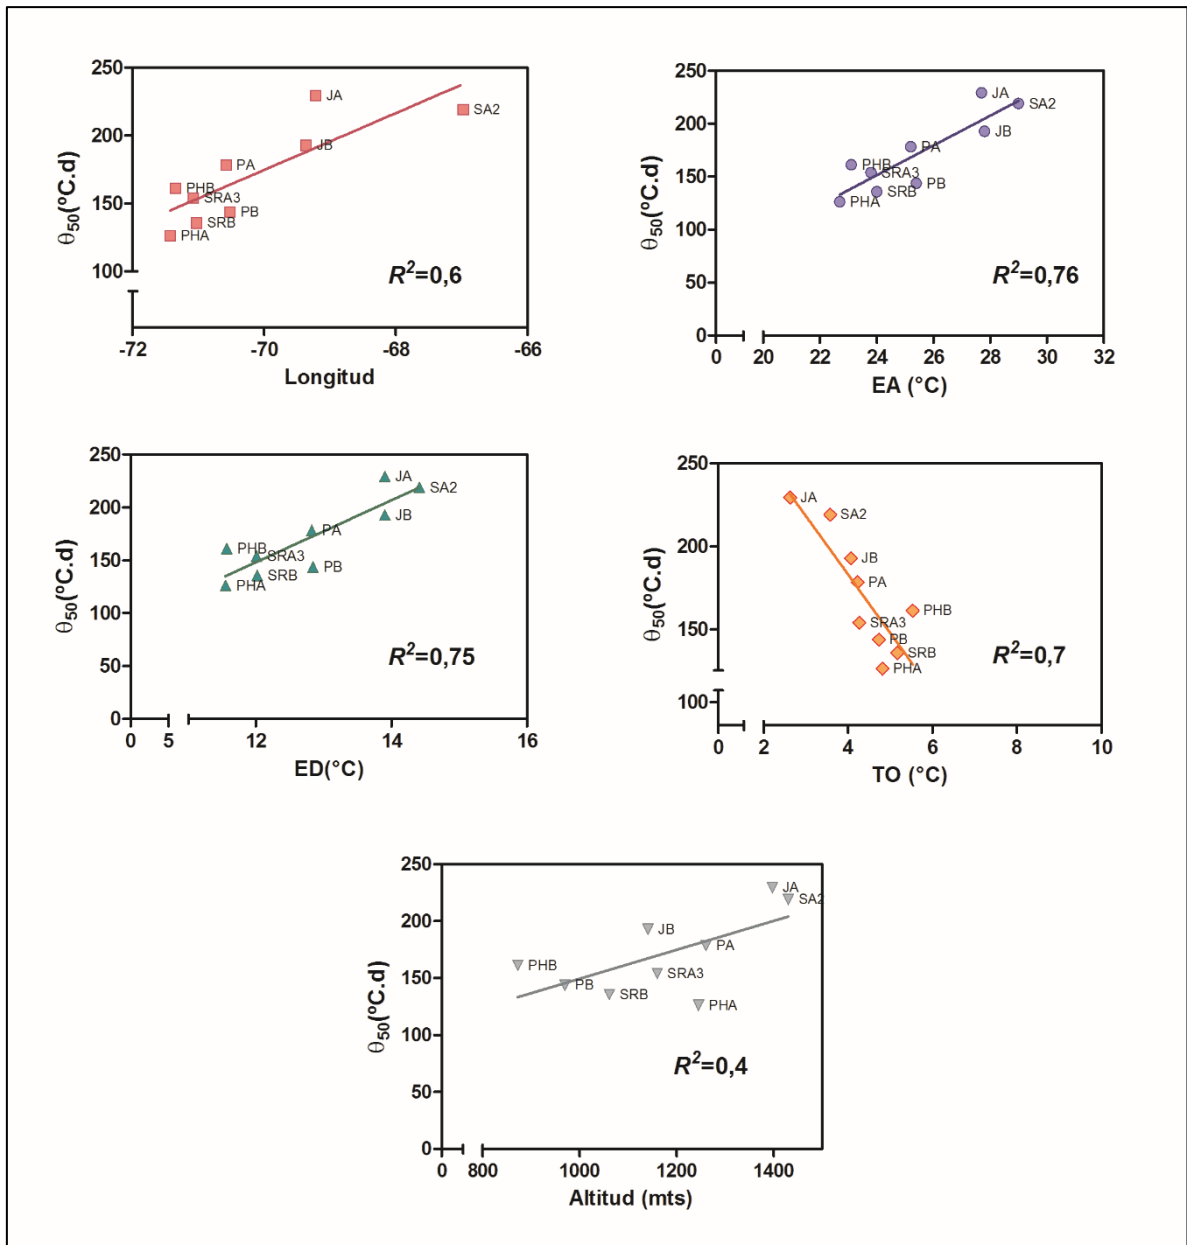 250
200
150
100
θ50(ºC.d)
JA
SA2
JB
PA
PHB
SRA3
PB
SRB
PHA
R²=0,6
-72 -70 -68 -66
Longitud
250
200
150
100
50
0
θ50(ºC.d)
JA
SA2
JB
PA
PHB
SRA3
PB
SRB
PHA
R²=0,76
0 20 22 24 26 28 30 32
EA (°C)
250
200
150
100
50
0
θ50(ºC.d)
JA
SA2
JB
PA
PHB
SRA3
PB
SRB
PHA
R²=0,75
0 5 12 14 16
ED(°C)
250
200
150
100
θ50(ºC.d)
JA
SA2
JB
PA
PHB
SRA3
PB
SRB
PHA
R²=0,7
0 2 4 6 8 10
TO (°C)
250
200
150
100
50
0
θ50(ºC.d)
JA
SA2
JB
PA
PHB
SRA3
PB
SRB
PHA
R²=0,4
0 800 1000 1200 1400
Altitud (mts)